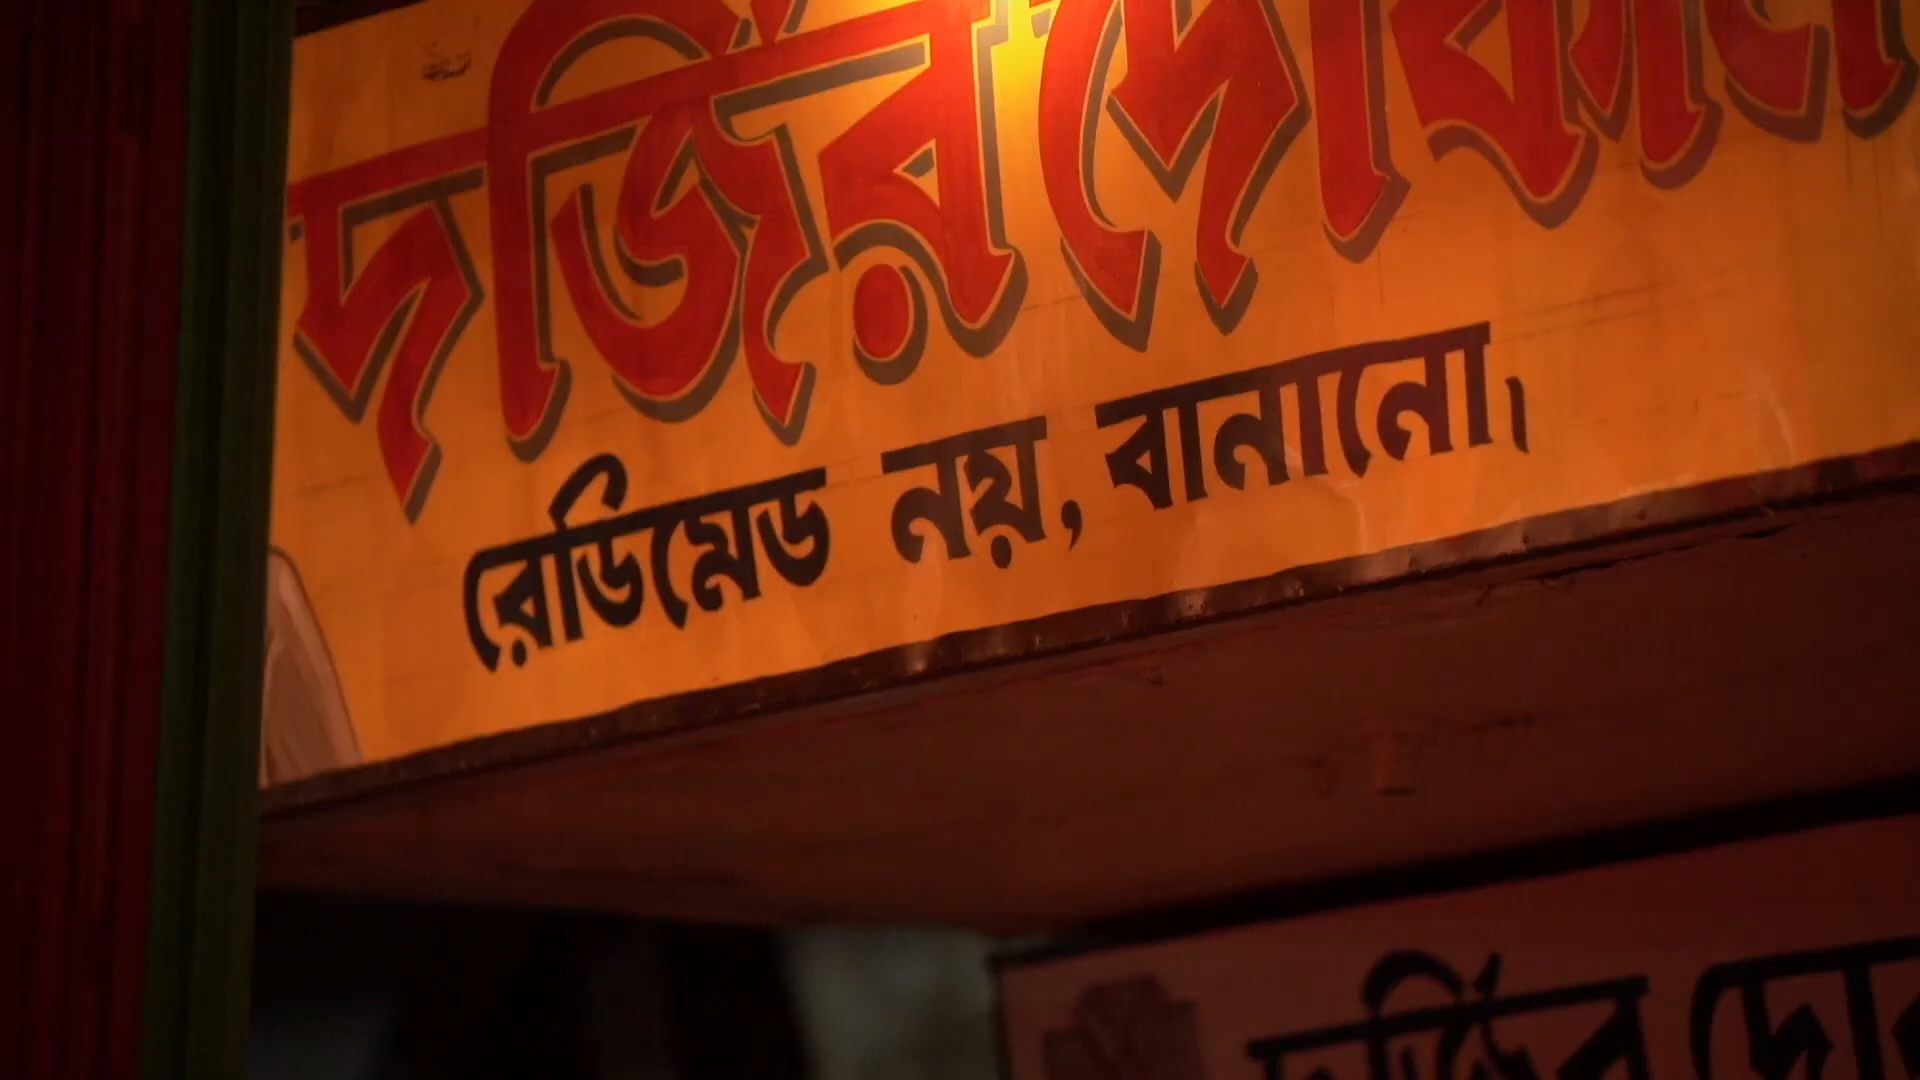 দর্জির দোকান
রেডিমেড নয়, বানানো।
দর্জির